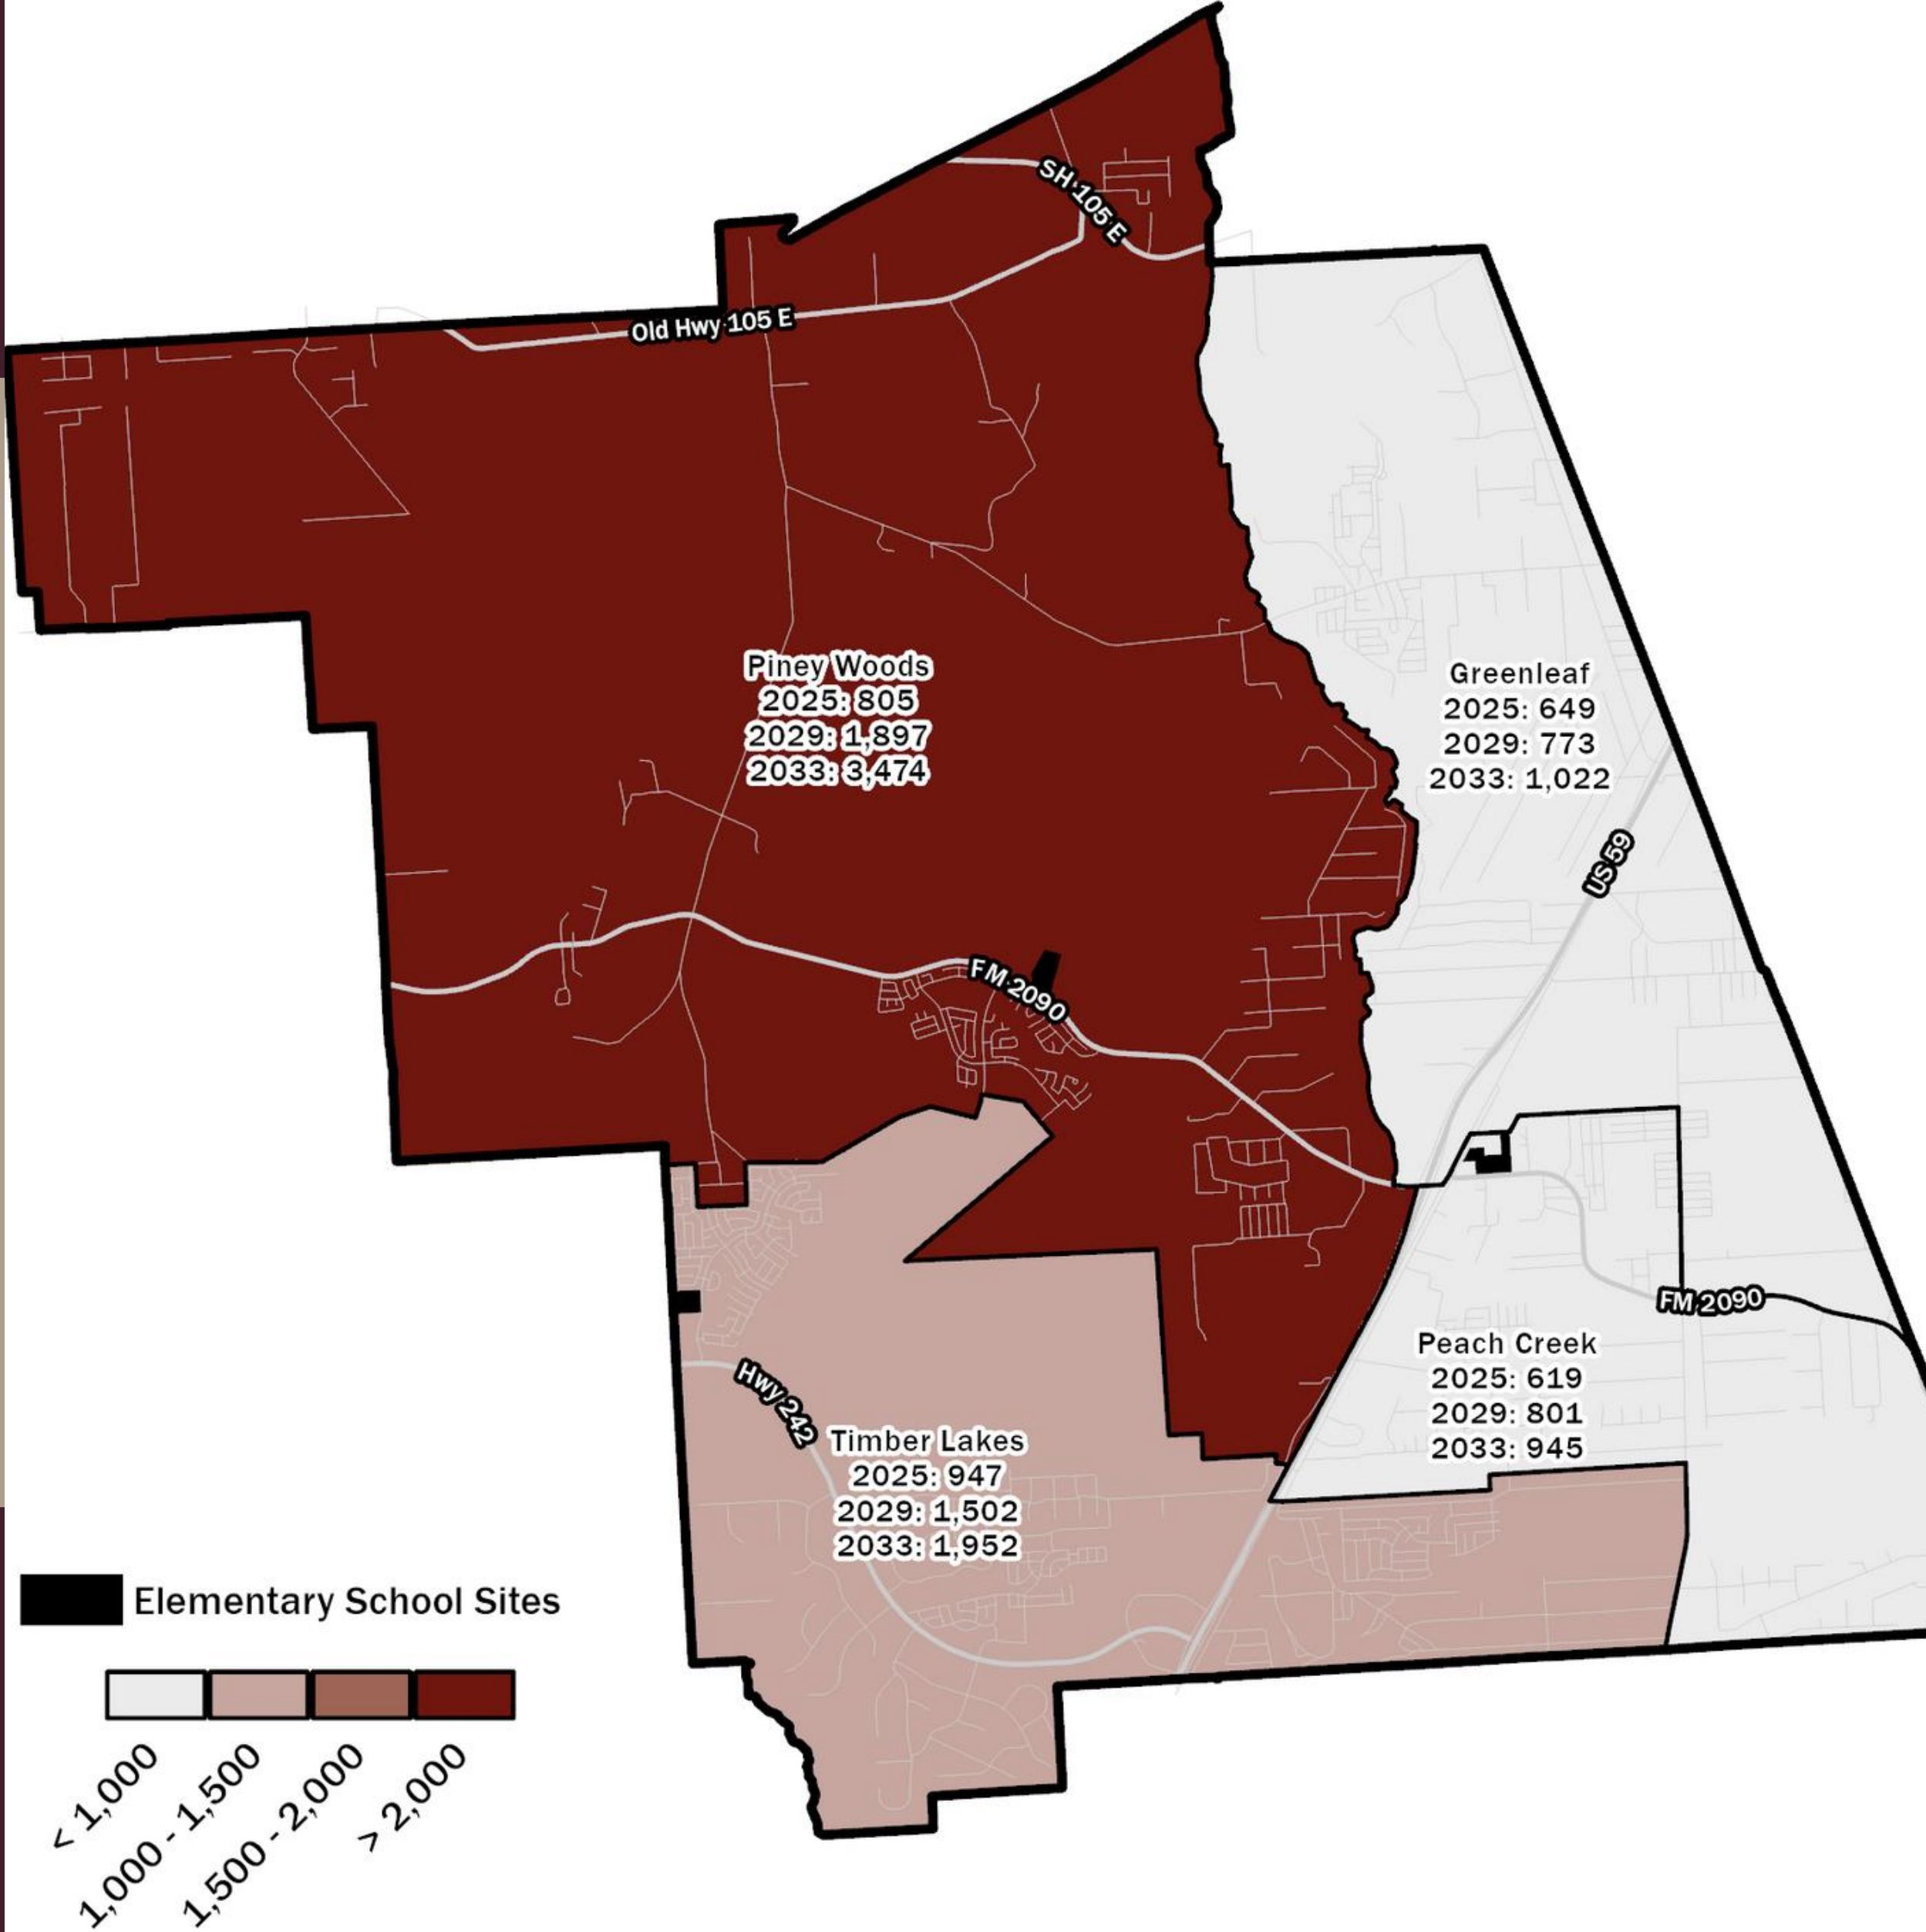 SH 105 E
Old Hwy 105 E
Piney Woods
2025: 805
2029: 1,897
2033: 3,474
Greenleaf
2025: 649
2029: 773
2033: 1,022
US 59
FM 2090
FM 2090
Peach Creek
2025: 619
2029: 801
2033: 945
Hwy 242
Timber Lakes
2025: 947
2029: 1,502
2033: 1,952
Elementary School Sites
< 1,000
1,000 - 1,500
1,500 - 2,000
> 2,000